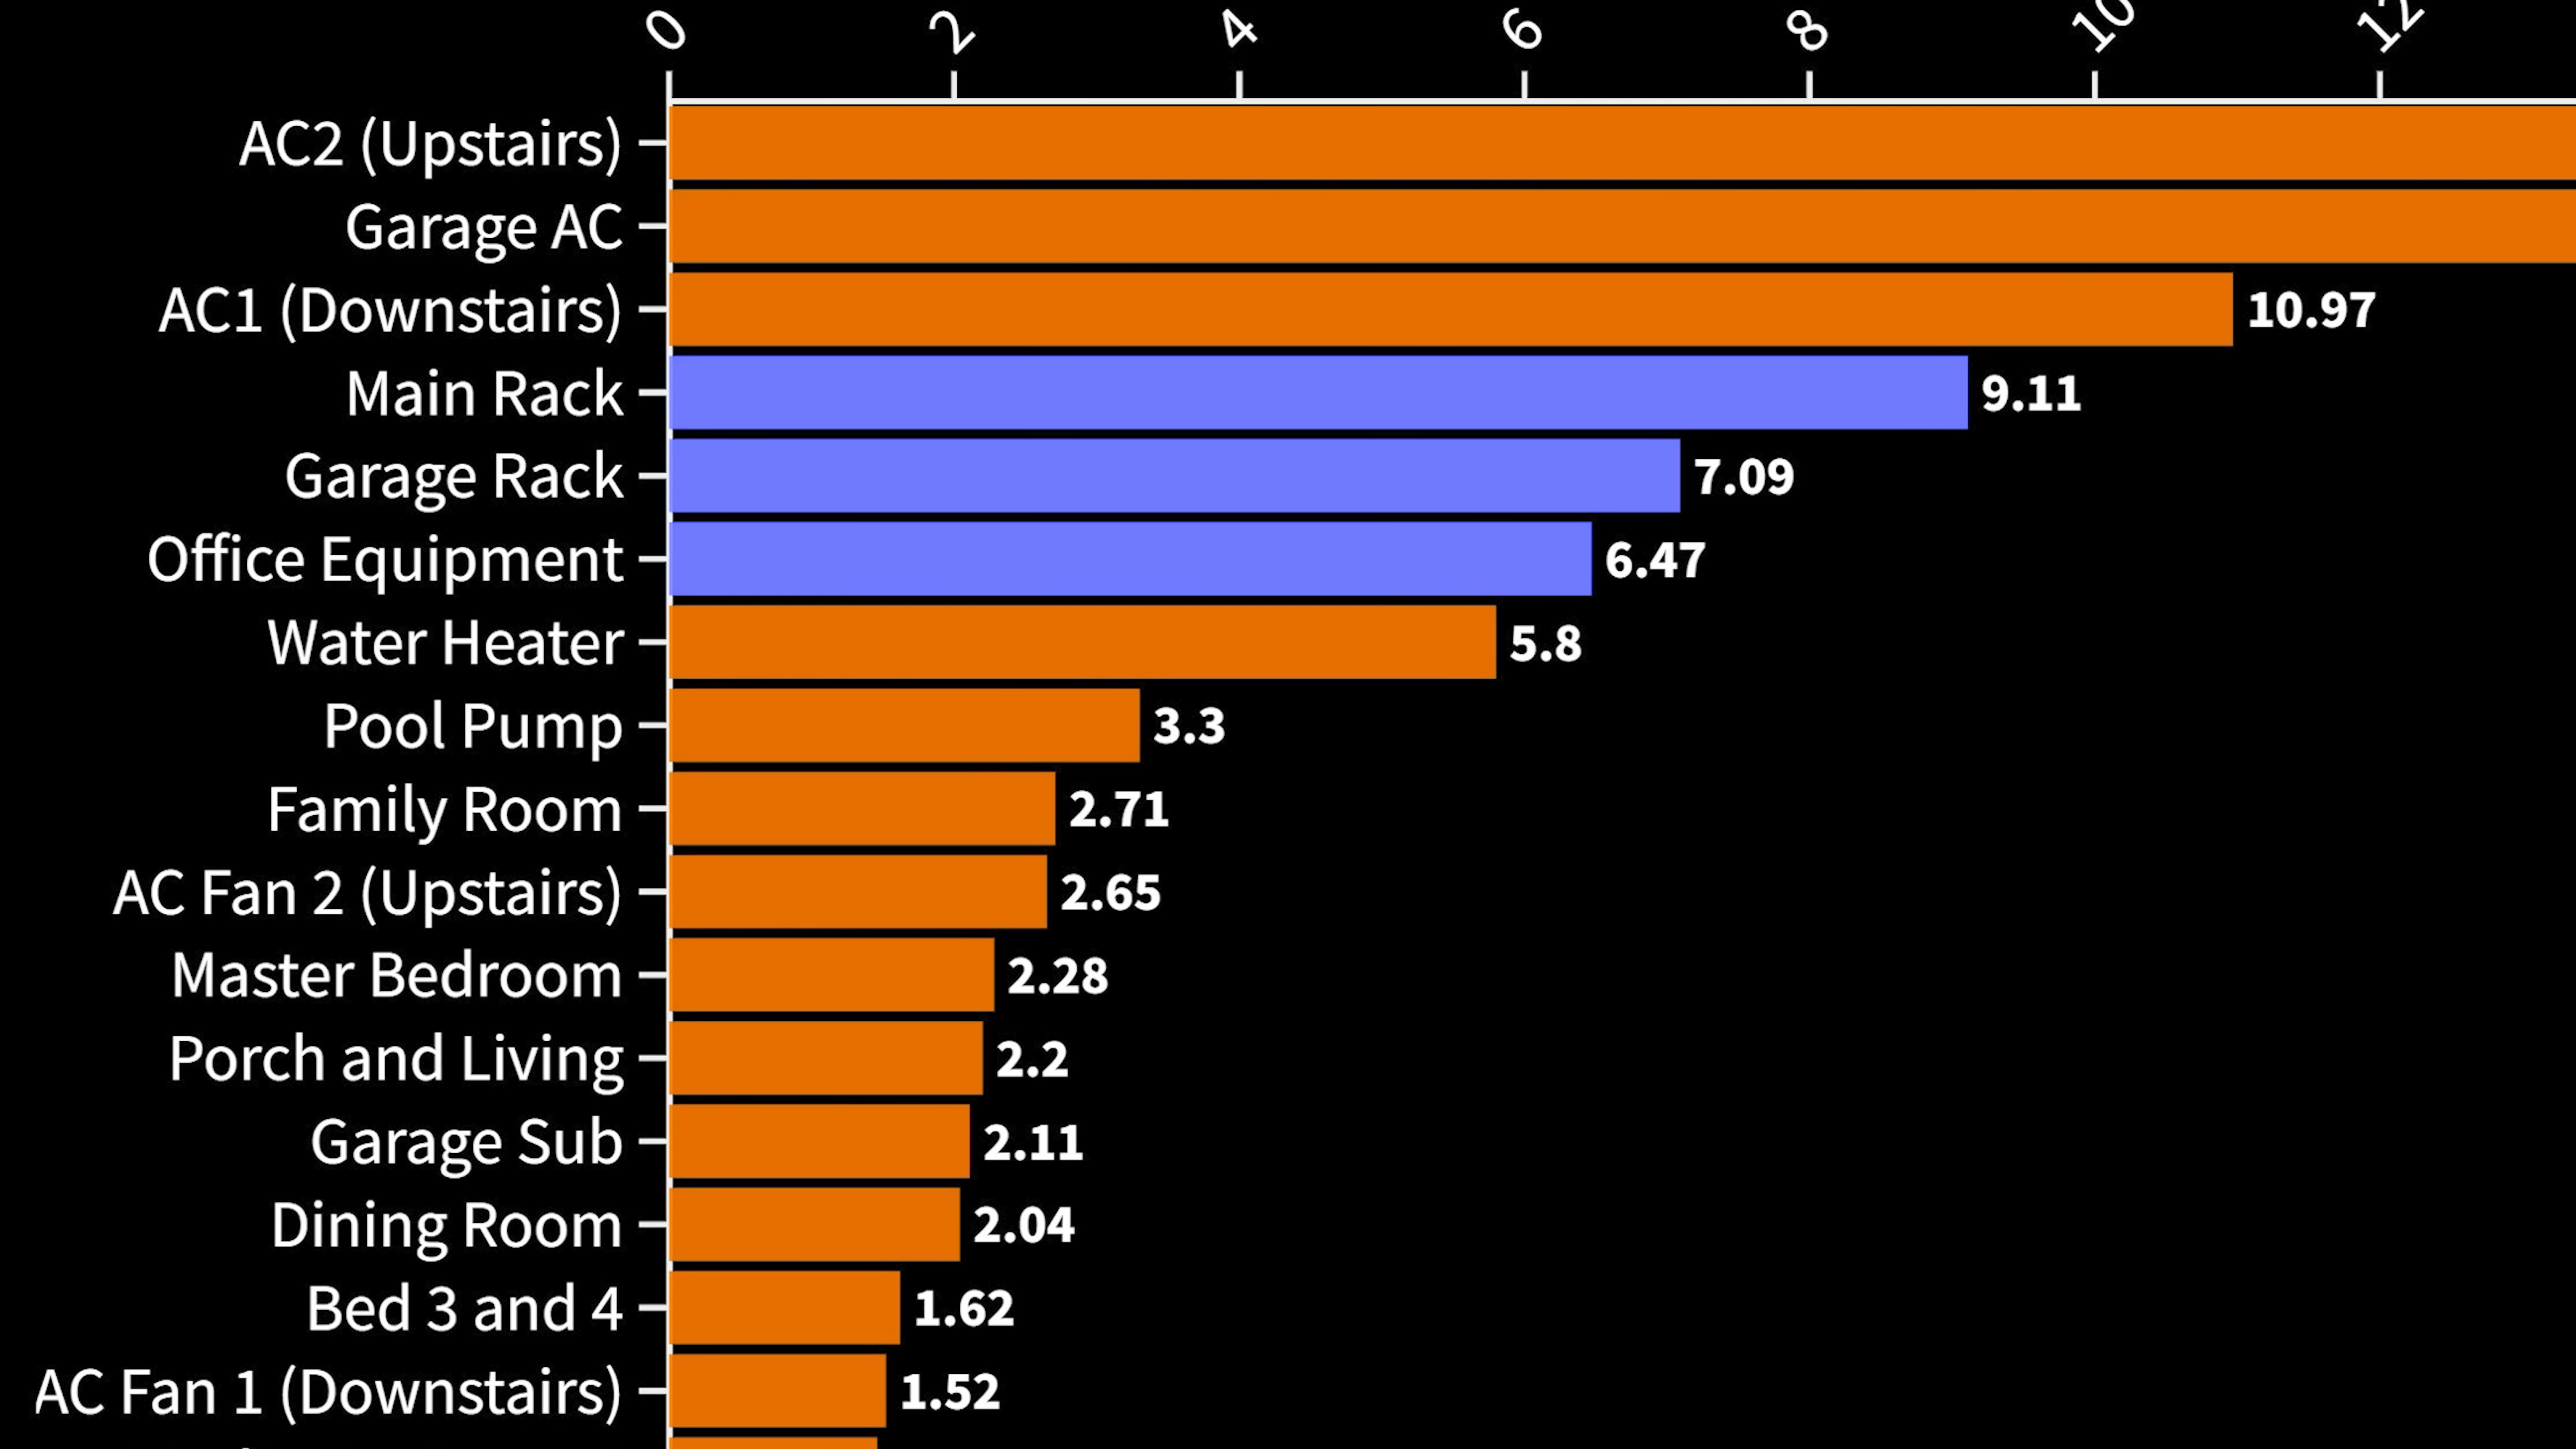 0 2 4 6 8 10 12
AC2 (Upstairs)
Garage AC
AC1 (Downstairs) 10.97
Main Rack 9.11
Garage Rack 7.09
Office Equipment 6.47
Water Heater 5.8
Pool Pump 3.3
Family Room 2.71
AC Fan 2 (Upstairs) 2.65
Master Bedroom 2.28
Porch and Living 2.2
Garage Sub 2.11
Dining Room 2.04
Bed 3 and 4 1.62
AC Fan 1 (Downstairs) 1.52